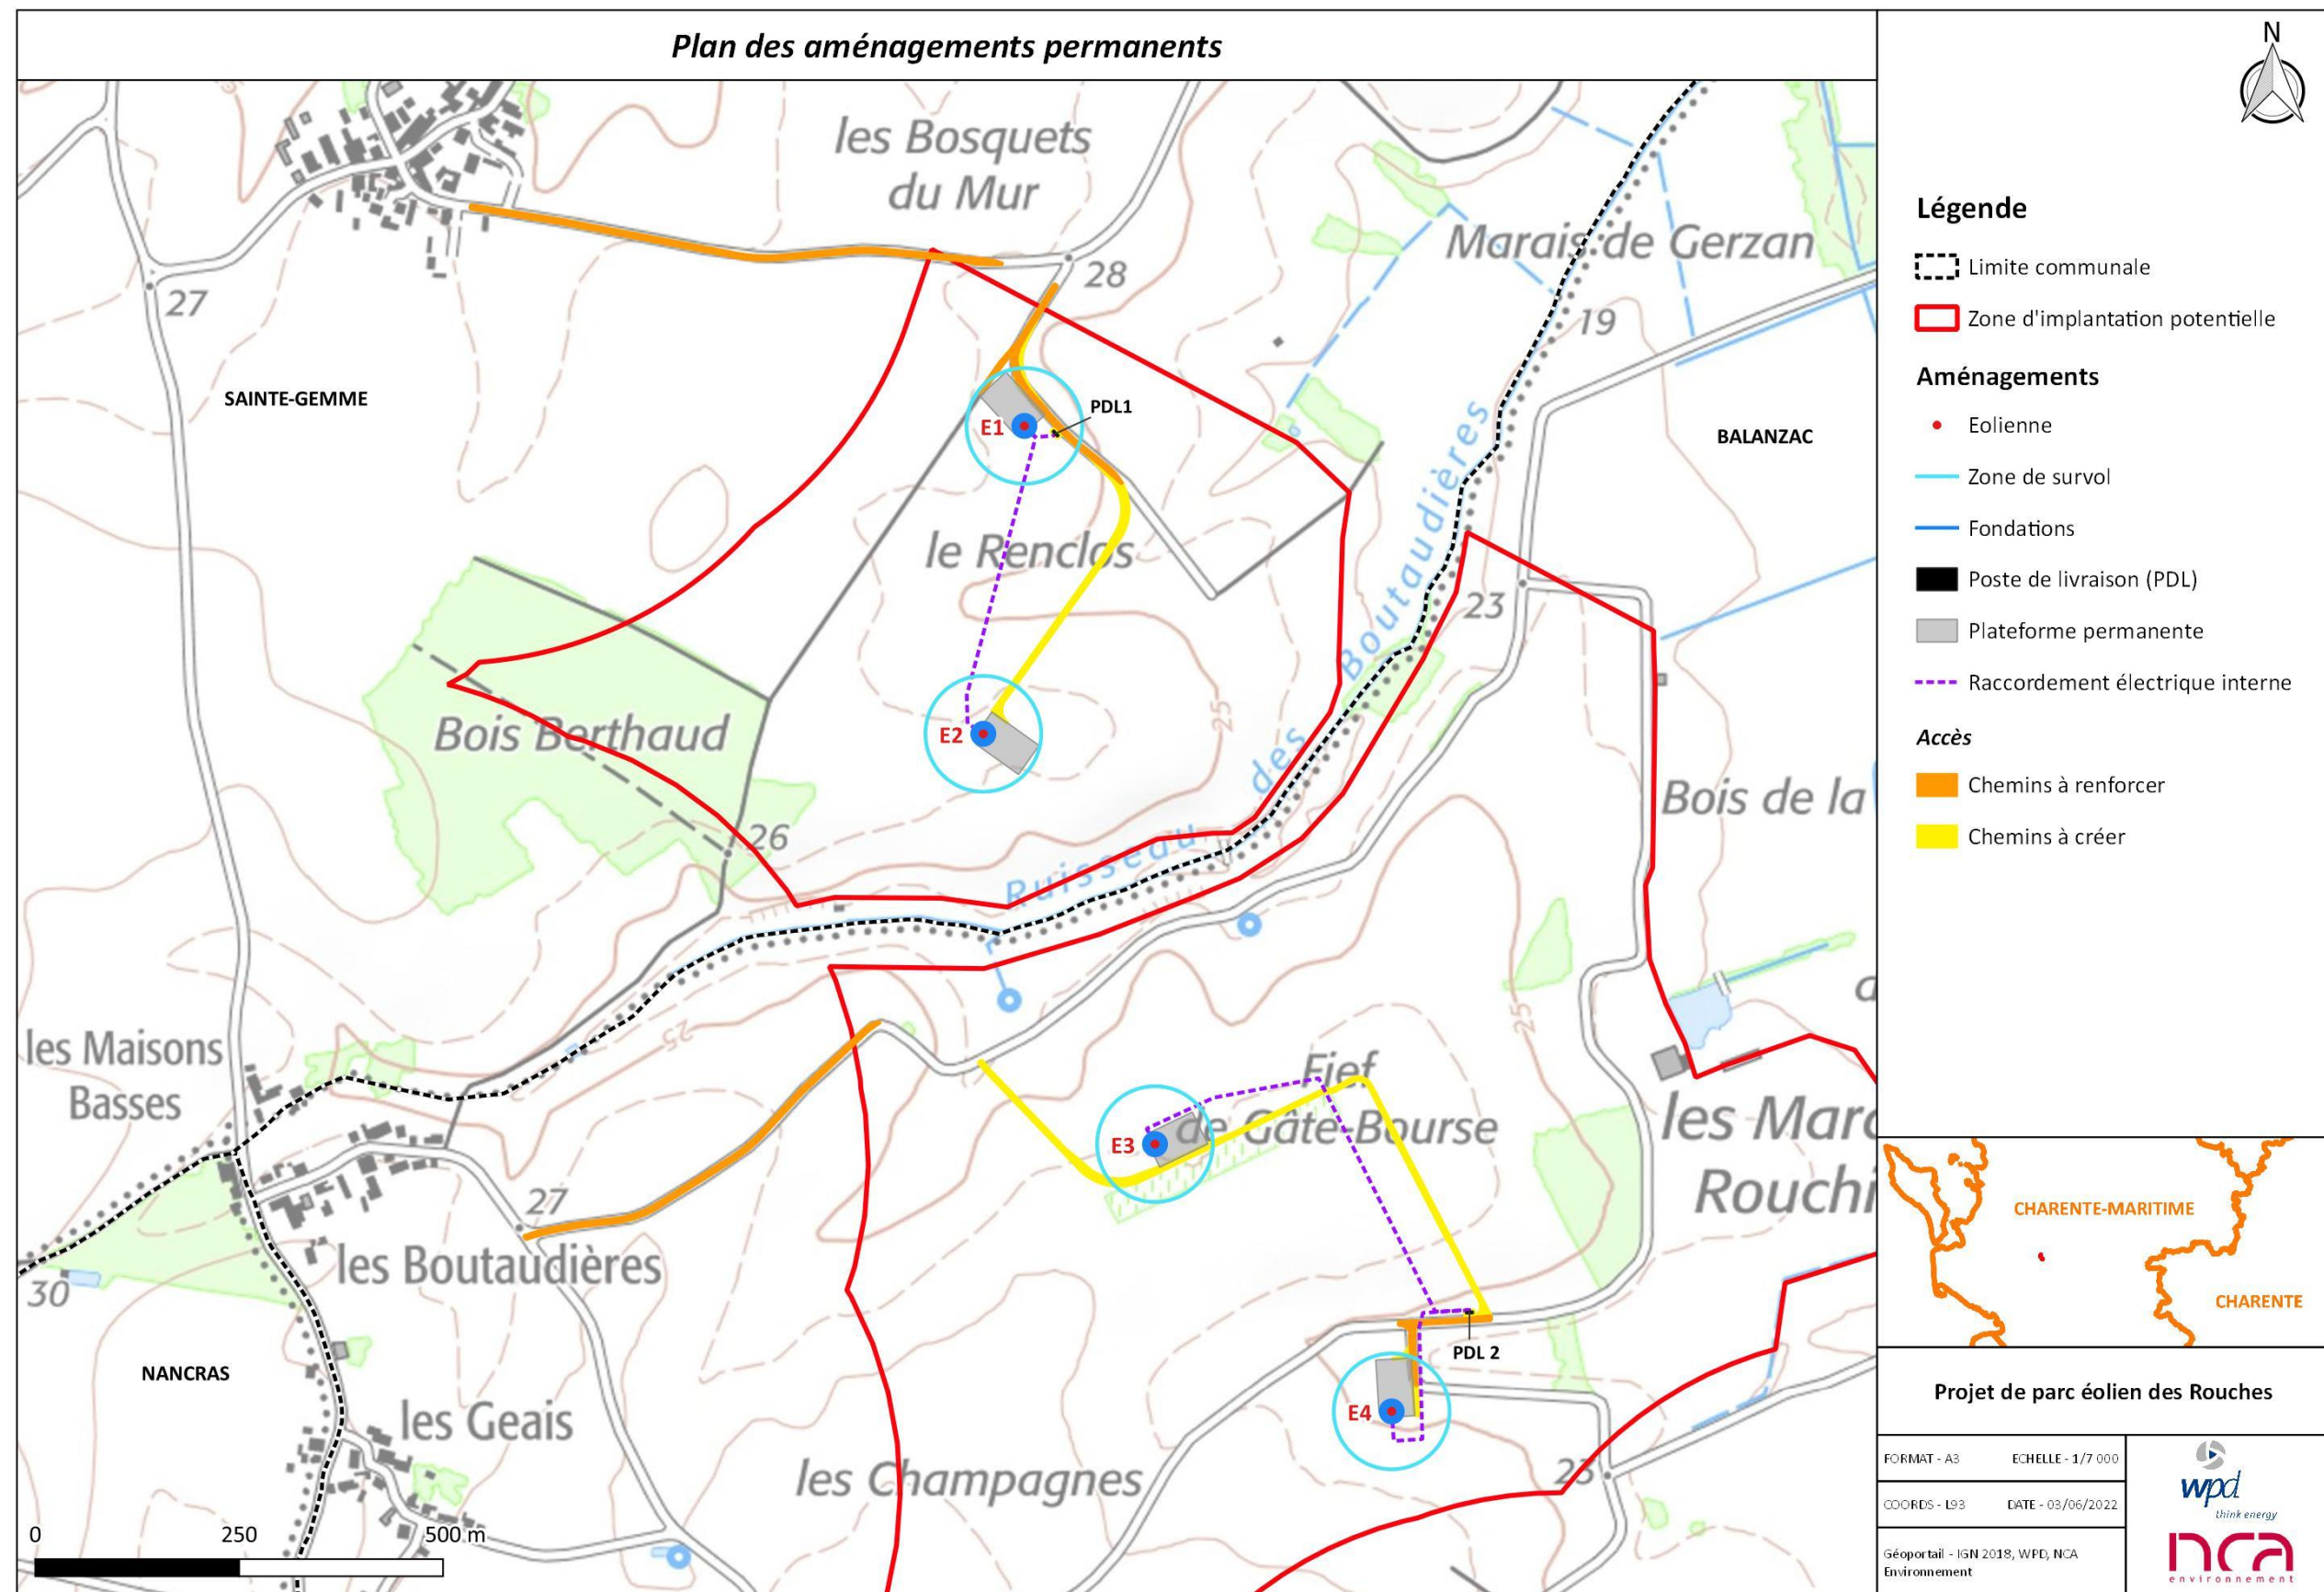 Plan des aménagements permanents
N
les Bosquets
du Mur
Marais de Gerzan
28
27
19
SAINTE-GEMME
BALANZAC
PDL1
E1
le Renclos
Ruisseau des Boutaudières
23
25
E2
Bois Berthaud
26
Bois de la
25
25
les Maisons
Basses
Fief
de Gâte-Bourse
E3
les Mar
Rouchi
27
les Boutaudières
30
NANCRAS
PDL 2
E4
les Geais
les Champagnes
23
0 250 500 m
Légende
Limite communale
Zone d'implantation potentielle
Aménagements
Eolienne
Zone de survol
Fondations
Poste de livraison (PDL)
Plateforme permanente
Raccordement électrique interne
Accès
Chemins à renforcer
Chemins à créer
CHARENTE-MARITIME
CHARENTE
Projet de parc éolien des Rouches
FORMAT - A3 ECHELLE - 1/7 000
COORDS - L93 DATE - 03/06/2022
Géoportail - IGN 2018, WPD, NCA
Environnement
wpd
think energy
nca
environnement